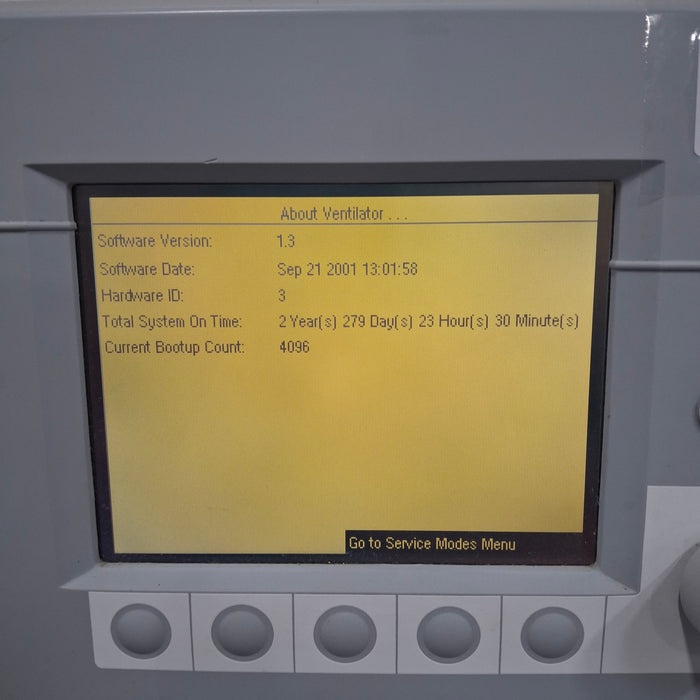 About Ventilator . . .
Software Version: 1.3
Software Date: Sep 21 2001 13:01:58
Hardware ID: 3
Total System On Time: 2 Year(s) 279 Day(s) 23 Hour(s) 30 Minute(s)
Current Bootup Count: 4096
Go to Service Modes Menu